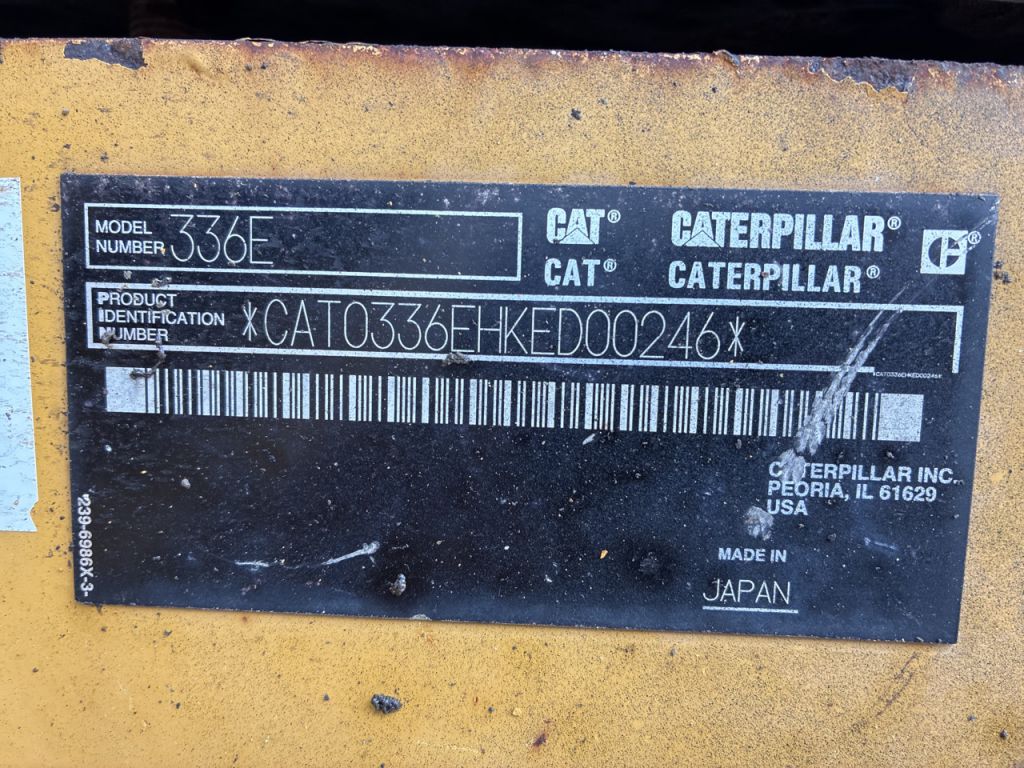 MODEL NUMBER 336E
CAT® CATERPILLAR®
CAT® CATERPILLAR®
PRODUCT IDENTIFICATION NUMBER *CAT0336EHKED00246*
*CAT0336EHKED00246*
CATERPILLAR INC.
PEORIA, IL 61629
USA
MADE IN
JAPAN
239-6986X-3